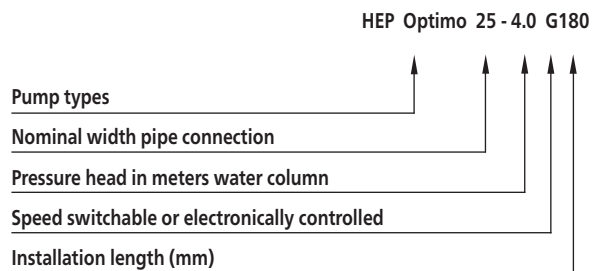 HEP Optimo 25 - 4.0 G180
Pump types
Nominal width pipe connection
Pressure head in meters water column
Speed switchable or electronically controlled
Installation length (mm)